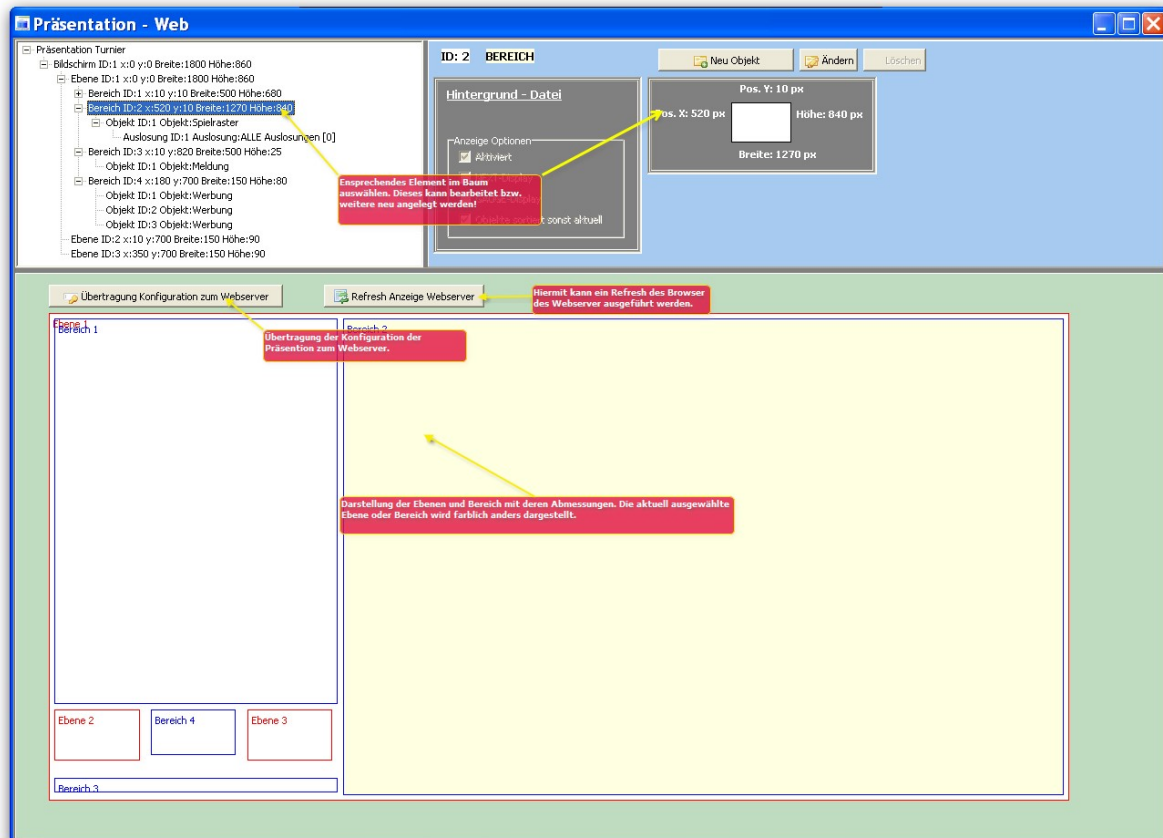 Präsentation - Web
Präsentation Turnier
Bildschirm ID:1 x:0 y:0 Breite:1800 Höhe:860
Ebene ID:1 x:0 y:0 Breite:1800 Höhe:860
Bereich ID:1 x:10 y:10 Breite:500 Höhe:680
Bereich ID:2 x:520 y:10 Breite:1270 Höhe:840
Objekt ID:1 Objekt:Spielraster
Auslosung ID:1 Auslosung:ALLE Auslosungen [0]
Bereich ID:3 x:10 y:820 Breite:500 Höhe:25
Objekt ID:1 Objekt:Meldung
Bereich ID:4 x:180 y:700 Breite:150 Höhe:80
Objekt ID:1 Objekt:Werbung
Objekt ID:2 Objekt:Werbung
Objekt ID:3 Objekt:Werbung
Ebene ID:2 x:10 y:700 Breite:150 Höhe:90
Ebene ID:3 x:350 y:700 Breite:150 Höhe:90
ID: 2 BEREICH
Neu Objekt
Ändern
Löschen
Hintergrund - Datei
Anzeige Optionen
Aktiviert
Objekte sortiert sonst aktuell
Pos. Y: 10 px
Pos. X: 520 px
Höhe: 840 px
Breite: 1270 px
Ensprechendes Element im Baum
auswählen. Dieses kann bearbeitet bzw.
weitere neu angelegt werden!
Übertragung Konfiguration zum Webserver
Refresh Anzeige Webserver
Hiermit kann ein Refresh des Browser
des Webserver ausgeführt werden.
Ebene 1
Bereich 1
Bereich 2
Übertragung der Konfiguration der
Präsention zum Webserver.
Darstellung der Ebenen und Bereich mit deren Abmessungen. Die aktuell ausgewählte
Ebene oder Bereich wird farblich anders dargestellt.
Ebene 2
Bereich 4
Ebene 3
Bereich 3